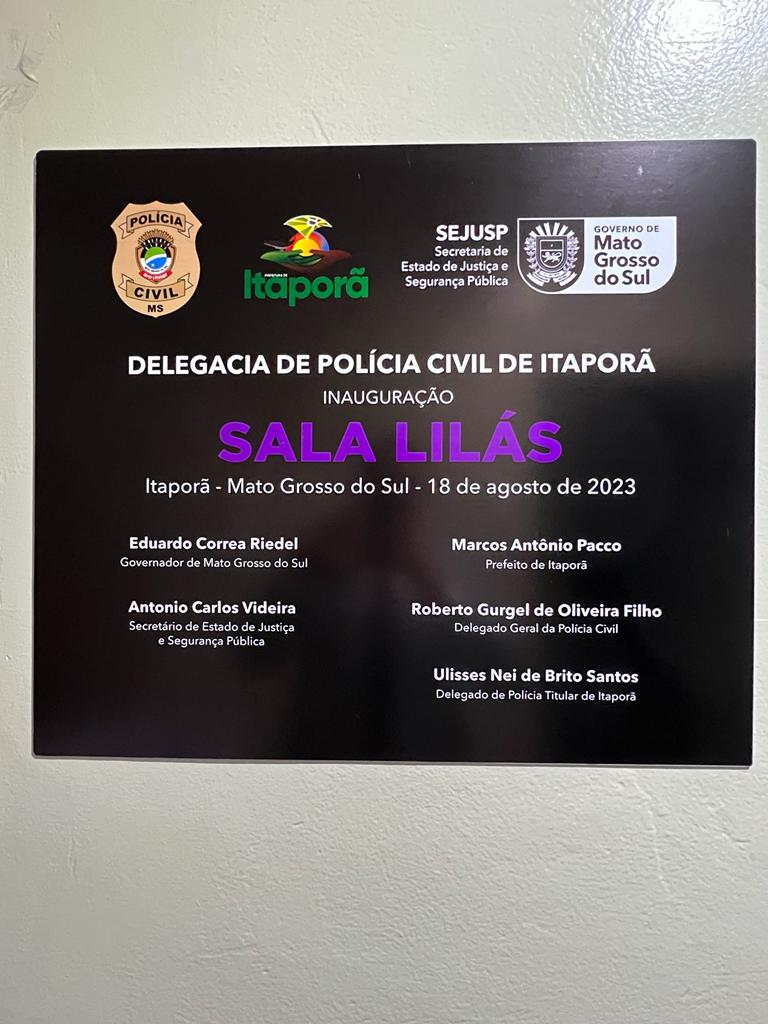 POLÍCIA
CIVIL
MS
PREFEITURA DE
Itaporã
SEJUSP
Secretaria de
Estado de Justiça e
Segurança Pública
GOVERNO DE
Mato
Grosso
do Sul
DELEGACIA DE POLÍCIA CIVIL DE ITAPORÃ
INAUGURAÇÃO
SALA LILÁS
Itaporã - Mato Grosso do Sul - 18 de agosto de 2023
Eduardo Correa Riedel
Governador de Mato Grosso do Sul
Antonio Carlos Videira
Secretário de Estado de Justiça
e Segurança Pública
Marcos Antônio Pacco
Prefeito de Itaporã
Roberto Gurgel de Oliveira Filho
Delegado Geral da Polícia Civil
Ulisses Nei de Brito Santos
Delegado de Polícia Titular de Itaporã